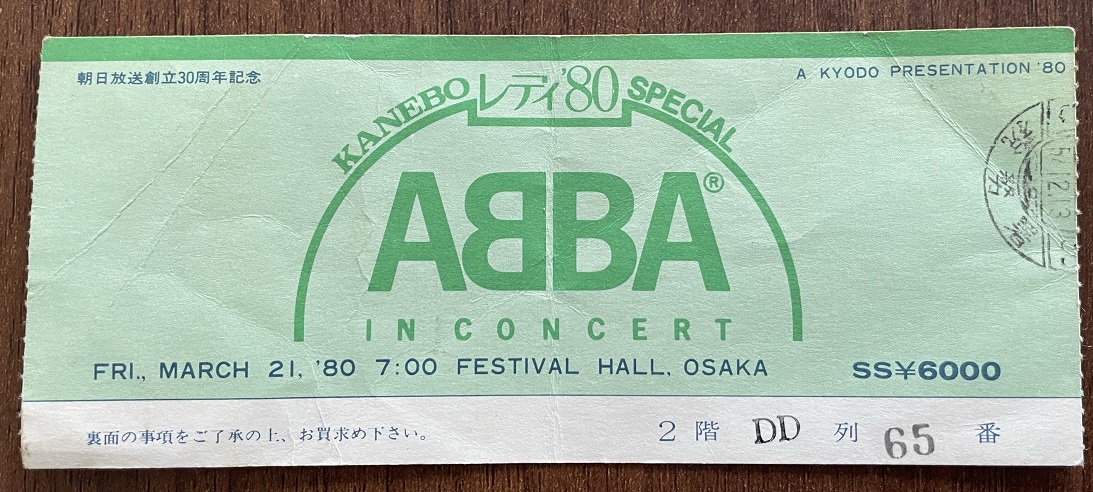 朝日放送創立30周年記念
A KYODO PRESENTATION '80
KANEBO レディ'80 SPECIAL
ABBA®
IN CONCERT
FRI., MARCH 21, '80 7:00 FESTIVAL HALL, OSAKA
SS¥6000
裏面の事項をご了承の上、お買求め下さい。
2階 DD 列 65 番